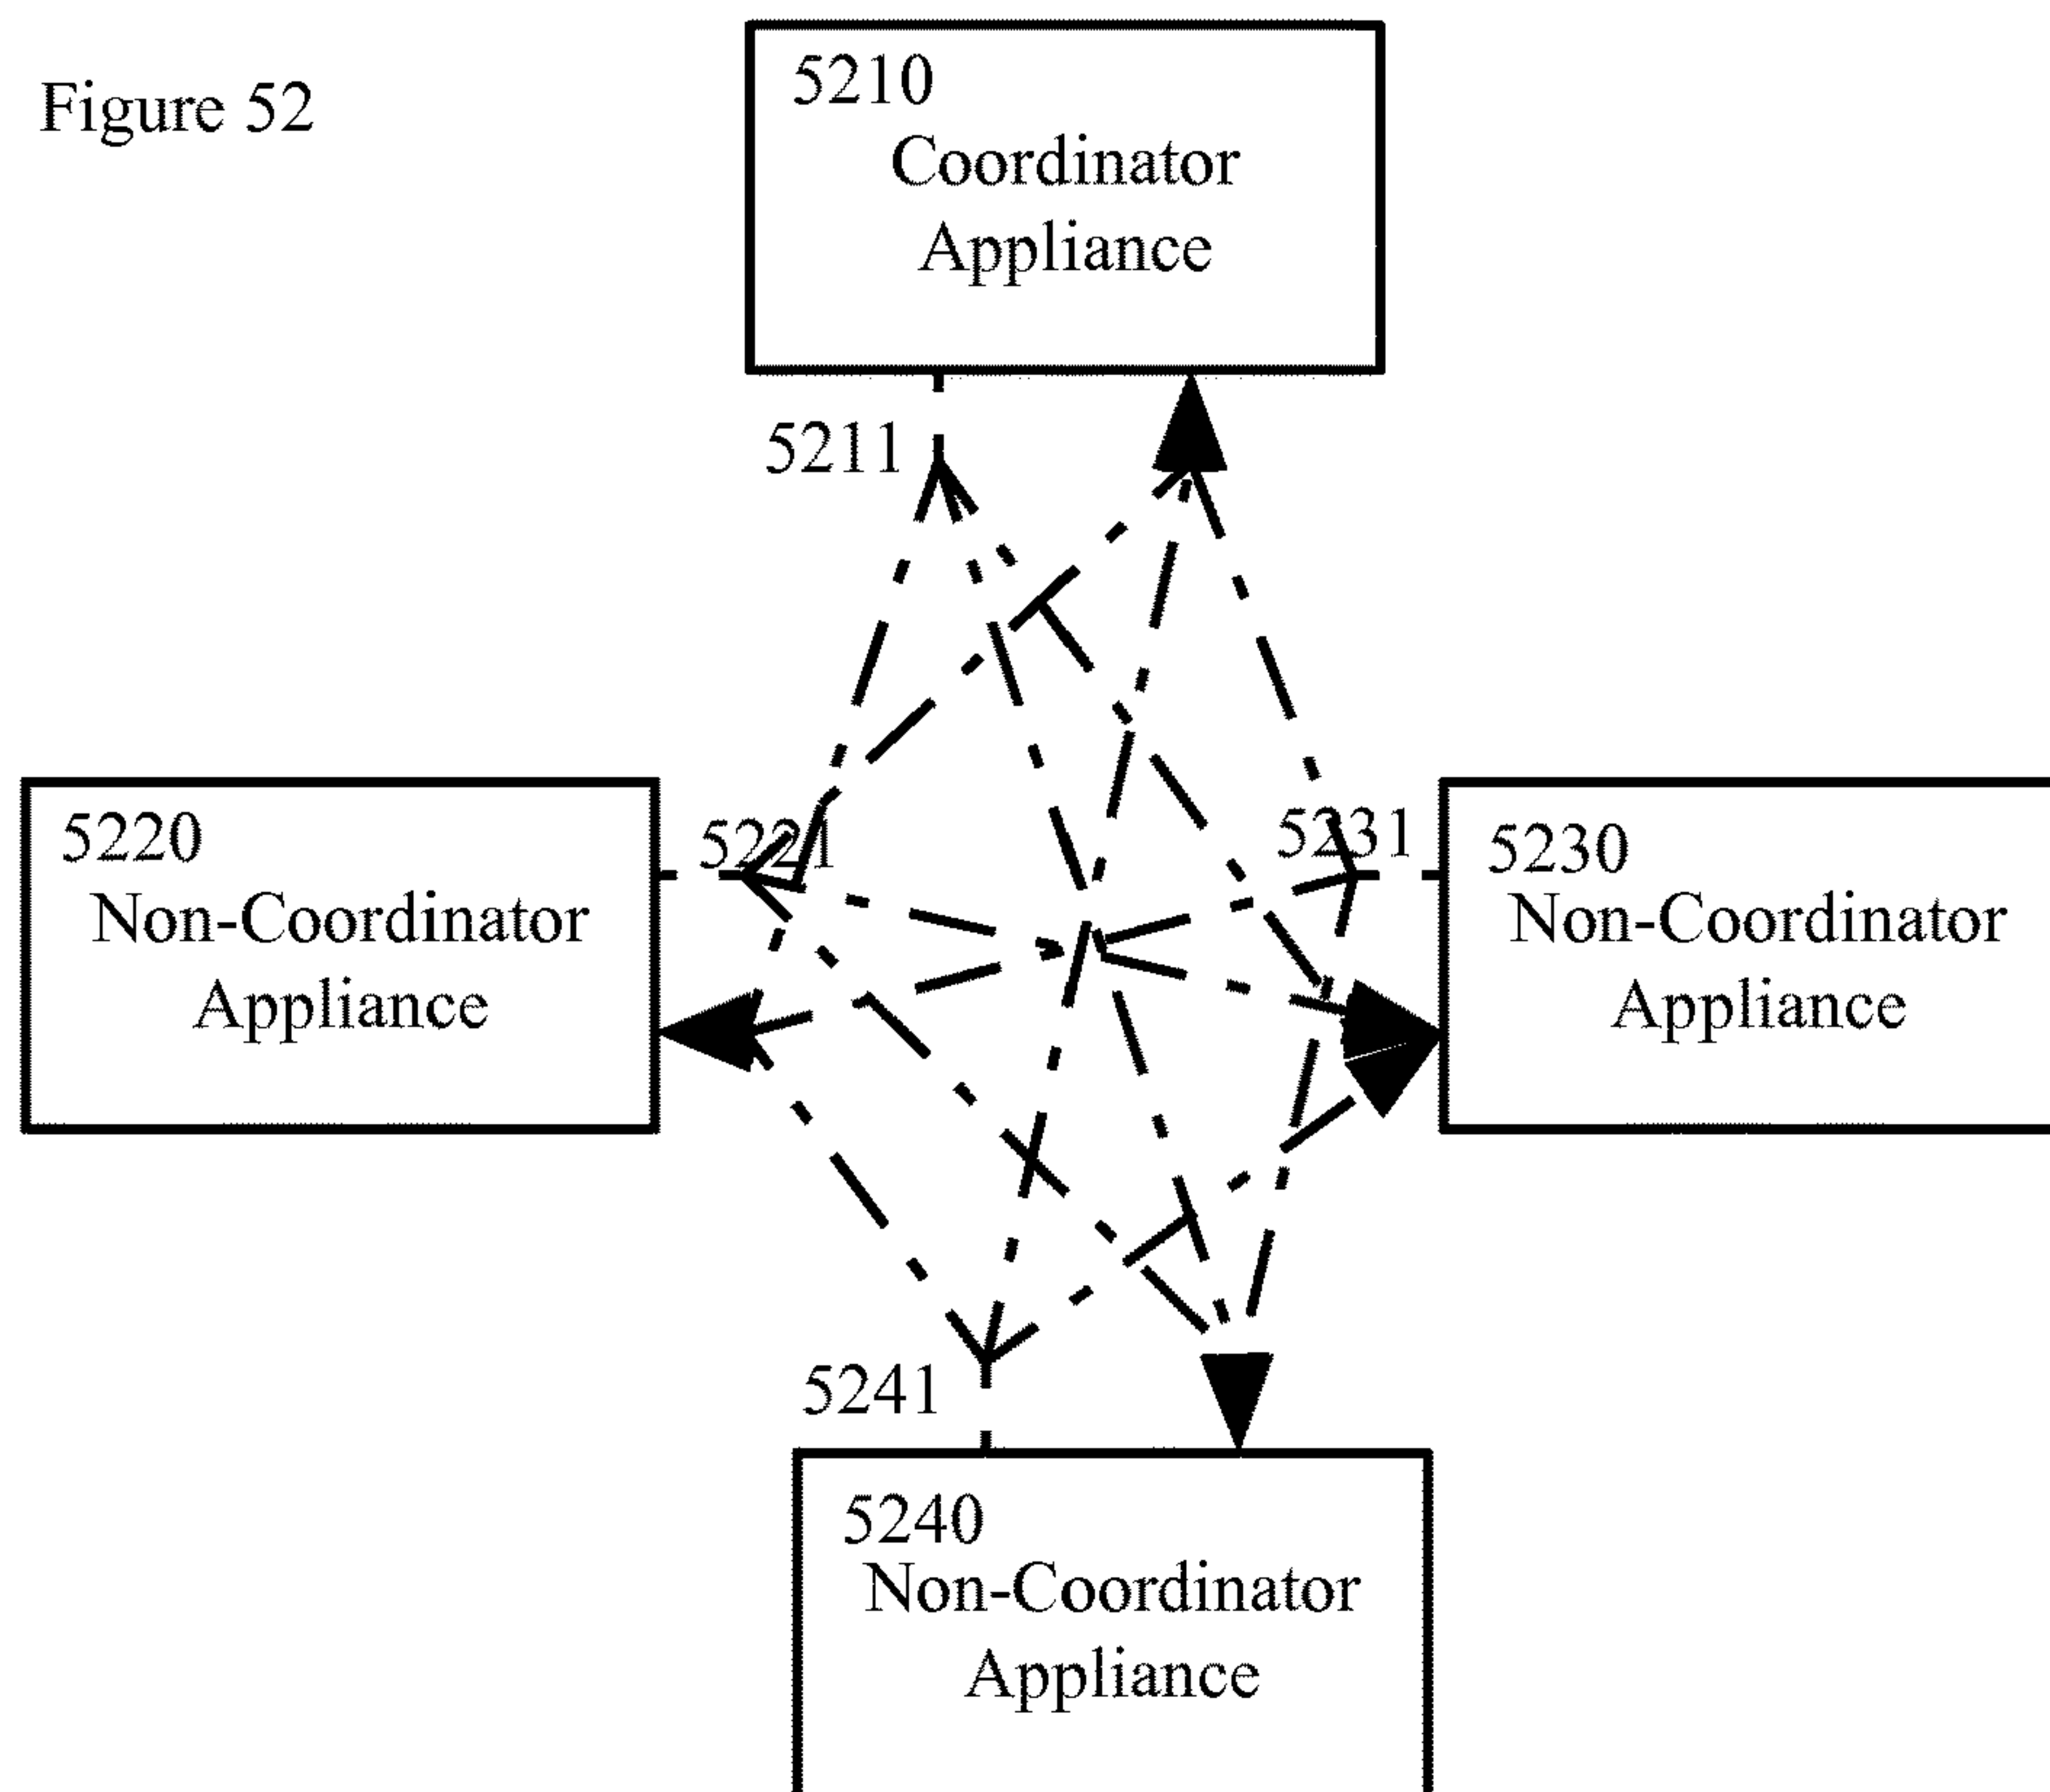 Figure 52
5210
Coordinator
Appliance
5211
5220
Non-Coordinator
Appliance
5221
5231
5230
Non-Coordinator
Appliance
5241
5240
Non-Coordinator
Appliance